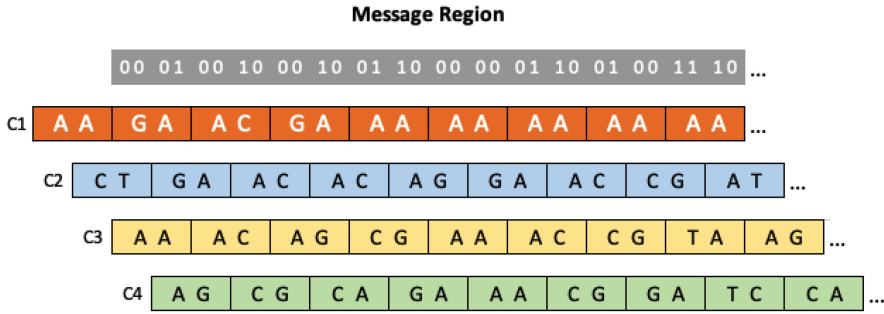 Message Region
00 01 00 10 00 10 01 10 00 00 01 10 01 00 11 10 ...
C1 A A G A A C G A A A A A A A A A A A ...
C2 C T G A A C A C A G G A A C C G A T ...
C3 A A A C A G C G A A A C C G T A A G ...
C4 A G C G C A G A A A C G G A T C C A ...